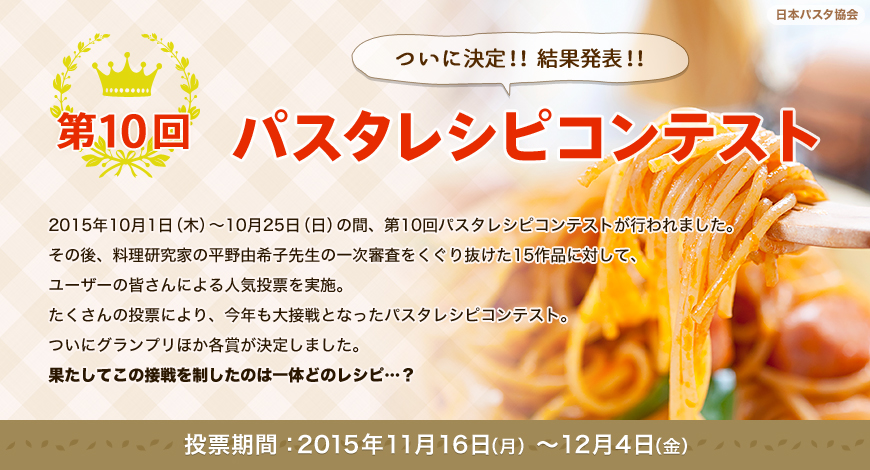 日本パスタ協会
ついに決定!! 結果発表!!
第10回
パスタレシピコンテスト
2015年10月1日（木）～10月25日（日）の間、第10回パスタレシピコンテストが行われました。
その後、料理研究家の平野由希子先生の一次審査をくぐり抜けた15作品に対して、
ユーザーの皆さんによる人気投票を実施。
たくさんの投票により、今年も大接戦となったパスタレシピコンテスト。
ついにグランプリほか各賞が決定しました。
果たしてこの接戦を制したのは一体どのレシピ…？
投票期間：2015年11月16日(月) ～12月4日(金)